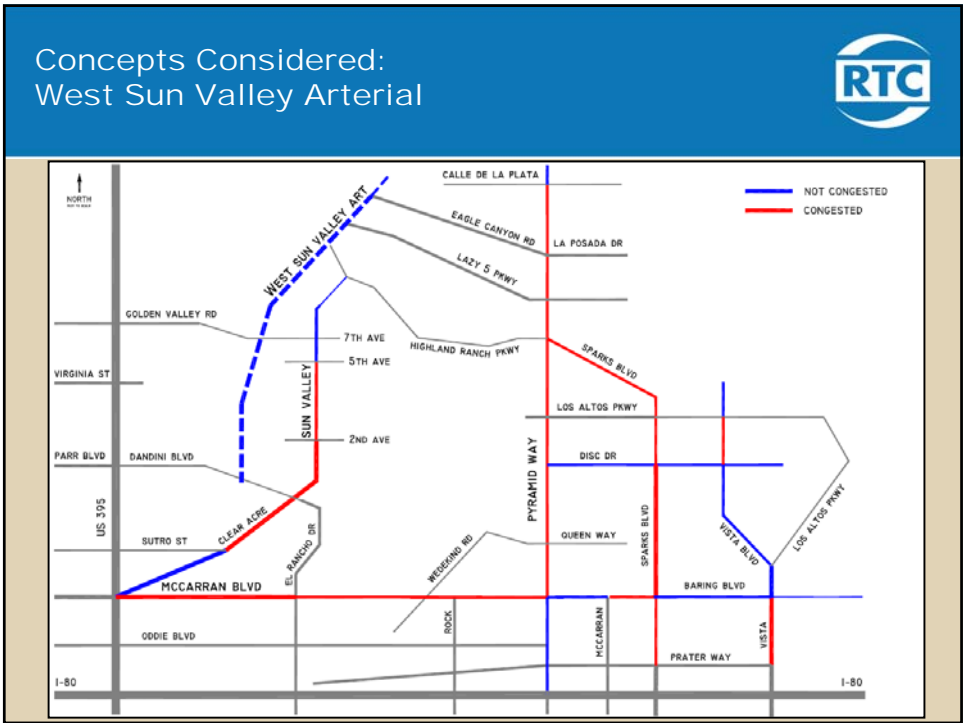 Concepts Considered:
West Sun Valley Arterial
RTC
NORTH
CALLE DE LA PLATA
NOT CONGESTED
CONGESTED
WEST SUN VALLEY ART
EAGLE CANYON RD
LA POSADA DR
LAZY 5 PKWY
GOLDEN VALLEY RD
7TH AVE
HIGHLAND RANCH PKWY
5TH AVE
SPARKS BLVD
VIRGINIA ST
SUN VALLEY
LOS ALTOS PKWY
2ND AVE
PARR BLVD
DANDINI BLVD
DISC DR
PYRAMID WAY
US 395
CLEAR ACRE
SUTRO ST
EL RANCHO DR
WEDEKIND RD
QUEEN WAY
SPARKS BLVD
VISTA BLVD
LOS ALTOS PKWY
MCCARRAN BLVD
BARING BLVD
ODDIE BLVD
ROCK
MCCARRAN
VISTA
PRATER WAY
I-80
I-80